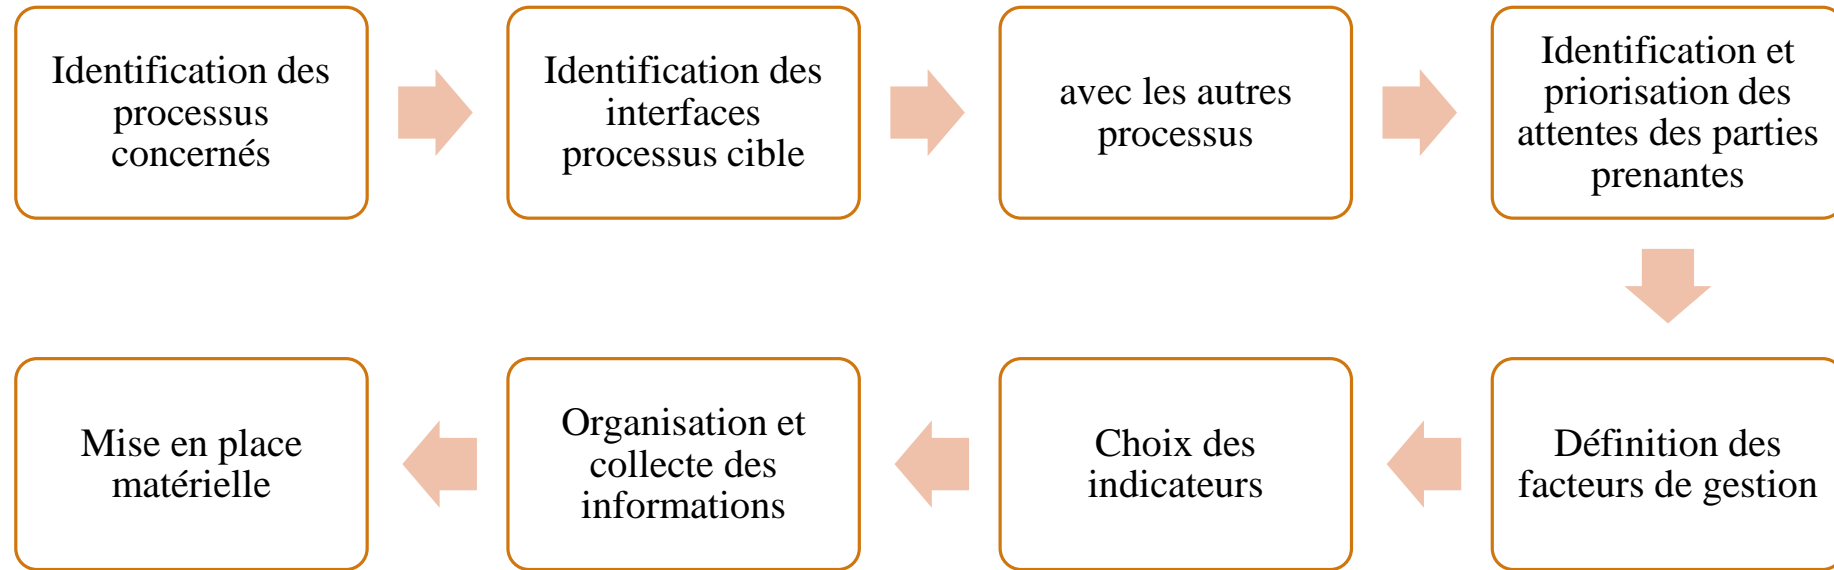 Identification des
processus
concernés
Identification des
interfaces
processus cible
avec les autres
processus
Identification et
priorisation des
attentes des parties
prenantes
Définition des
facteurs de gestion
Choix des
indicateurs
Organisation et
collecte des
informations
Mise en place
matérielle